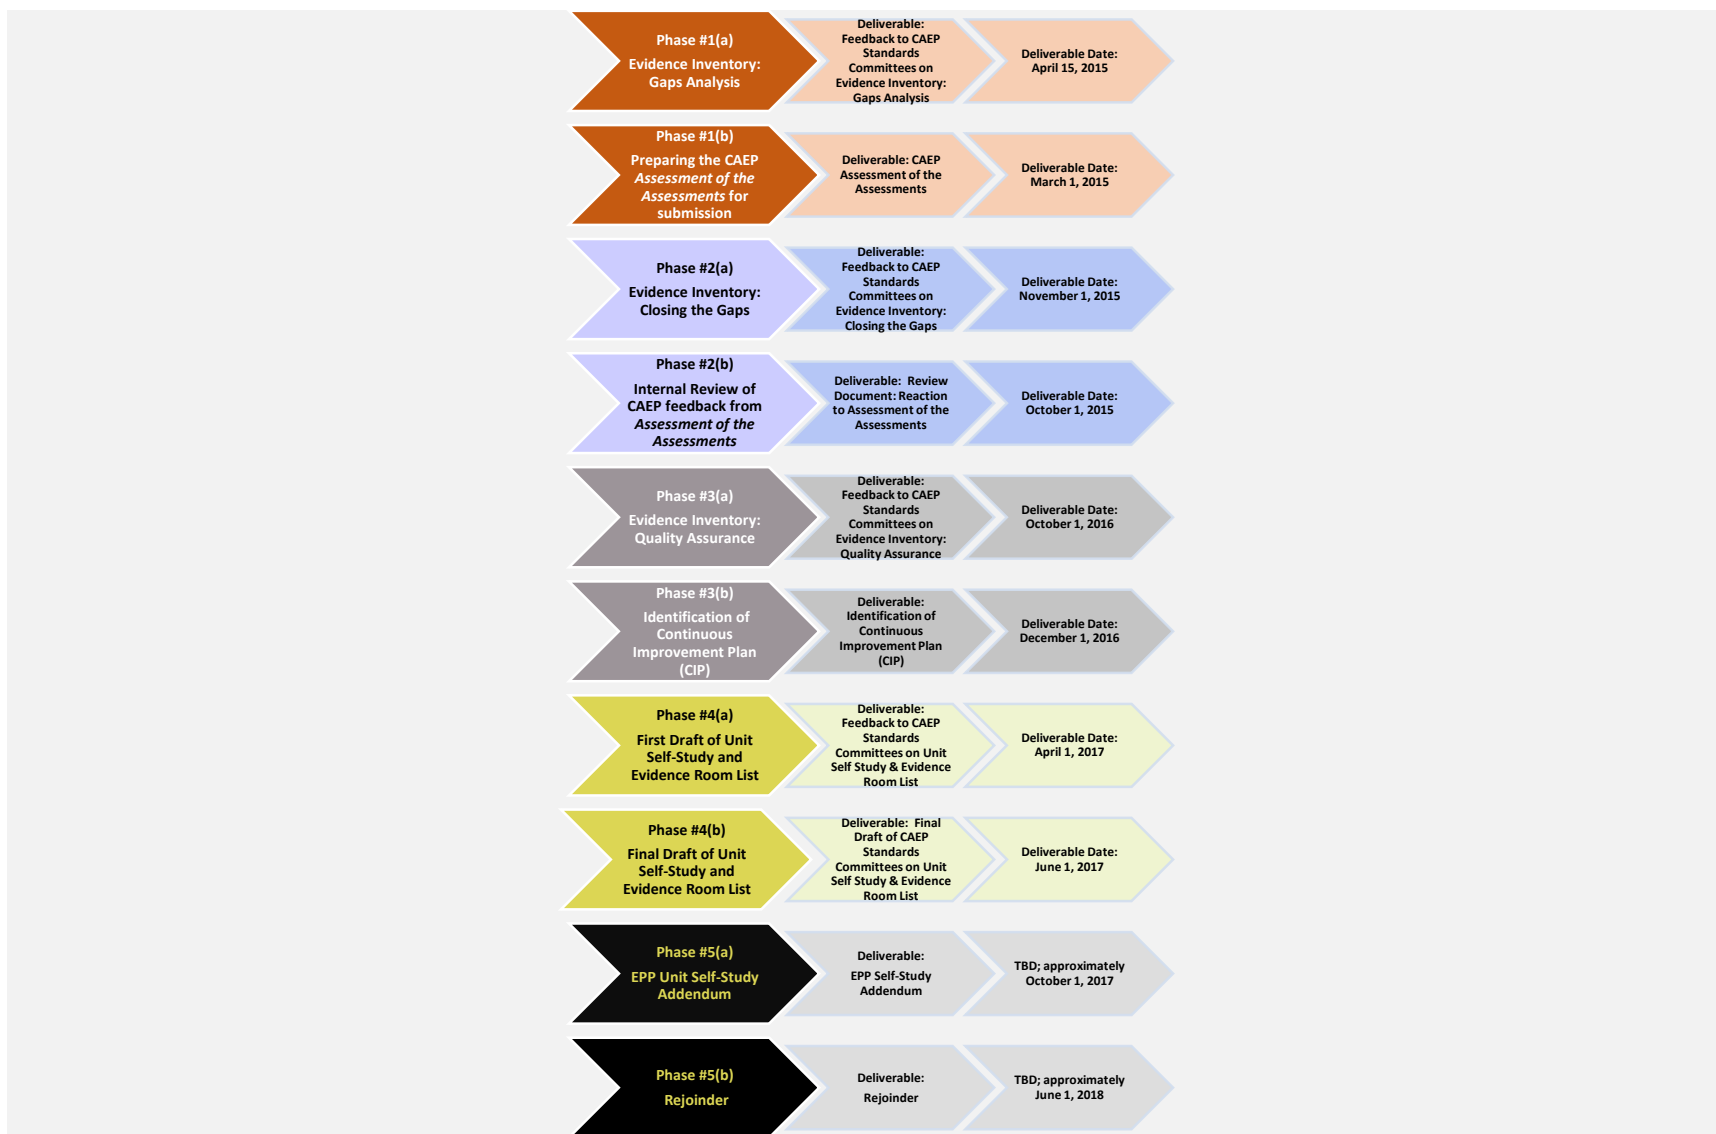 Phase #1(a)
Evidence Inventory:
Gaps Analysis
Deliverable:
Feedback to CAEP
Standards
Committees on
Evidence Inventory:
Gaps Analysis
Deliverable Date:
April 15, 2015
Phase #1(b)
Preparing the CAEP
Assessment of the
Assessments for
submission
Deliverable: CAEP
Assessment of the
Assessments
Deliverable Date:
March 1, 2015
Phase #2(a)
Evidence Inventory:
Closing the Gaps
Deliverable:
Feedback to CAEP
Standards
Committees on
Evidence Inventory:
Closing the Gaps
Deliverable Date:
November 1, 2015
Phase #2(b)
Internal Review of
CAEP feedback from
Assessment of the
Assessments
Deliverable:  Review
Document: Reaction
to Assessment of the
Assessments
Deliverable Date:
October 1, 2015
Phase #3(a)
Evidence Inventory:
Quality Assurance
Deliverable:
Feedback to CAEP
Standards
Committees on
Evidence Inventory:
Quality Assurance
Deliverable Date:
October 1, 2016
Phase #3(b)
Identification of
Continuous
Improvement Plan
(CIP)
Deliverable:
Identification of
Continuous
Improvement Plan
(CIP)
Deliverable Date:
December 1, 2016
Phase #4(a)
First Draft of Unit
Self-Study and
Evidence Room List
Deliverable:
Feedback to CAEP
Standards
Committees on Unit
Self Study & Evidence
Room List
Deliverable Date:
April 1, 2017
Phase #4(b)
Final Draft of Unit
Self-Study and
Evidence Room List
Deliverable:  Final
Draft of CAEP
Standards
Committees on Unit
Self Study & Evidence
Room List
Deliverable Date:
June 1, 2017
Phase #5(a)
EPP Unit Self-Study
Addendum
Deliverable:
EPP Self-Study
Addendum
TBD; approximately
October 1, 2017
Phase #5(b)
Rejoinder
Deliverable:
Rejoinder
TBD; approximately
June 1, 2018